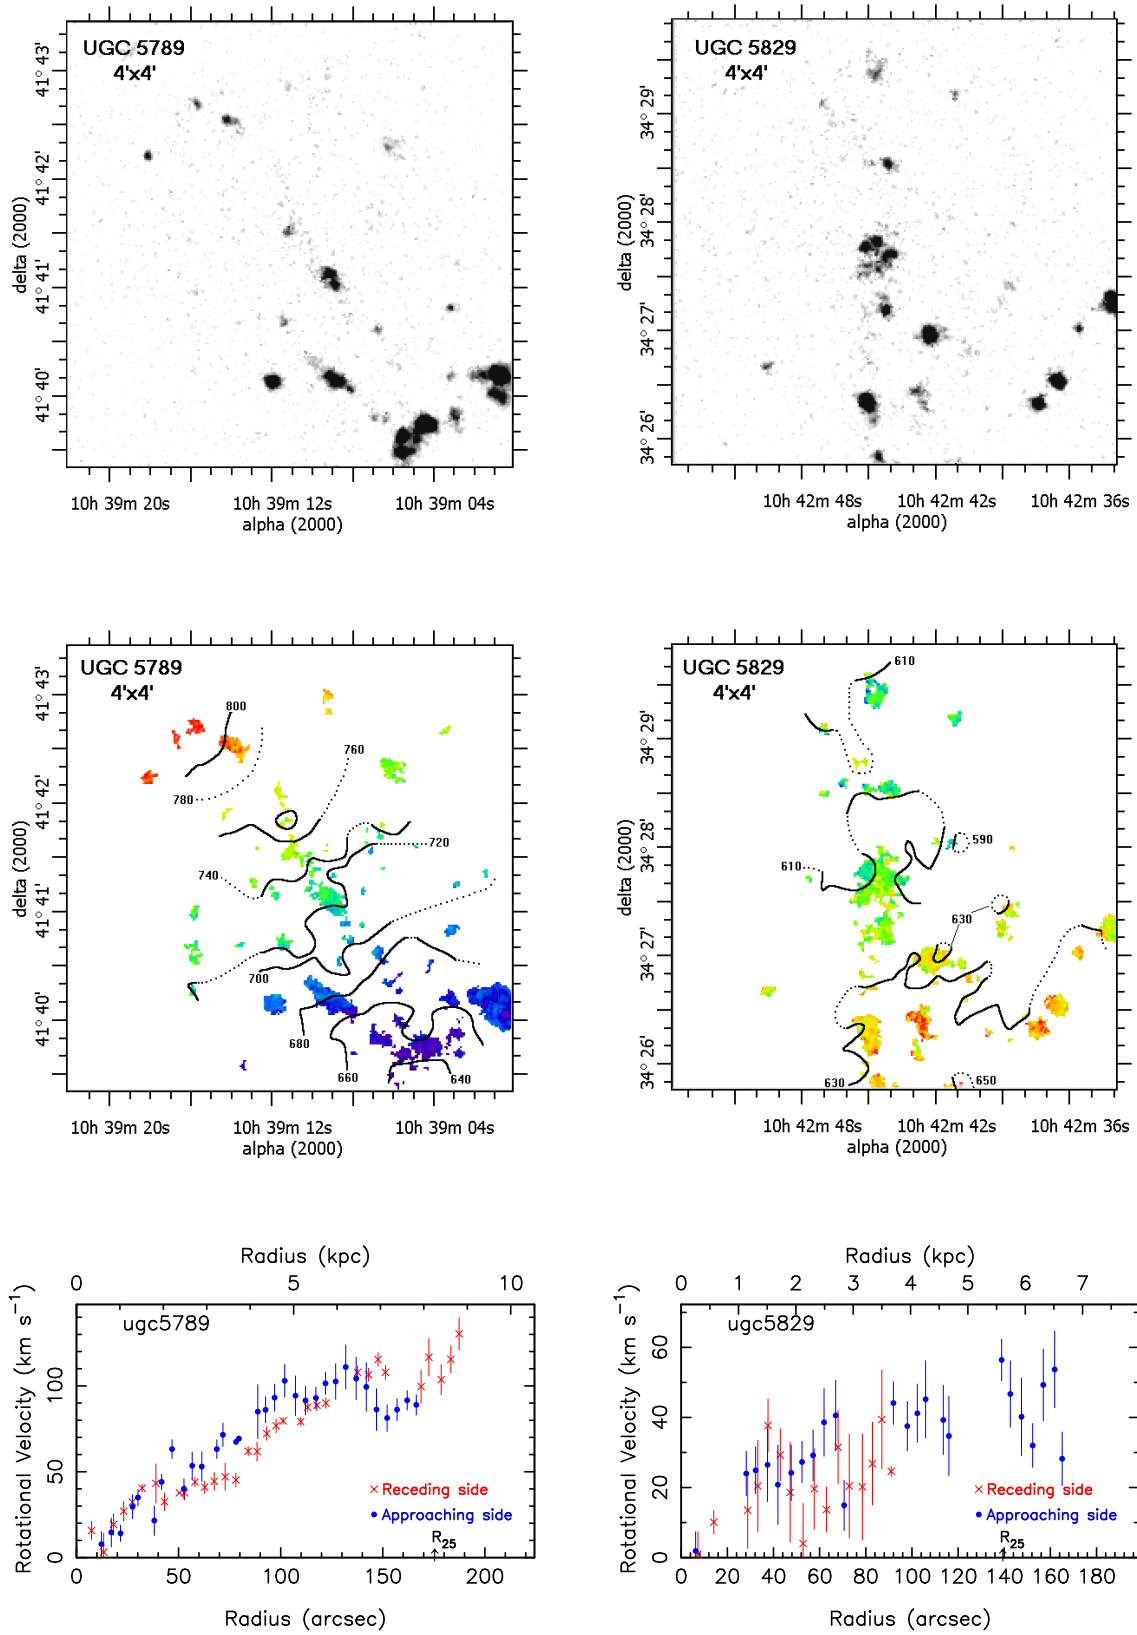 UGC 5789
4'x4'
41° 43'
41° 42'
41° 41'
41° 40'
delta (2000)
10h 39m 20s
10h 39m 12s
10h 39m 04s
alpha (2000)
UGC 5829
4'x4'
34° 29'
34° 28'
34° 27'
34° 26'
delta (2000)
10h 42m 48s
10h 42m 42s
10h 42m 36s
alpha (2000)
UGC 5789
4'x4'
800
780
760
740
720
700
680
660
640
41° 43'
41° 42'
41° 41'
41° 40'
delta (2000)
10h 39m 20s
10h 39m 12s
10h 39m 04s
alpha (2000)
UGC 5829
4'x4'
610
590
610
630
630
650
34° 29'
34° 28'
34° 27'
34° 26'
delta (2000)
10h 42m 48s
10h 42m 42s
10h 42m 36s
alpha (2000)
Radius (kpc)
0 5 10
ugc5789
Rotational Velocity (km s⁻¹)
0 50 100
Receding side
Approaching side
R25
0 50 100 150 200
Radius (arcsec)
Radius (kpc)
0 1 2 3 4 5 6 7
ugc5829
Rotational Velocity (km s⁻¹)
0 20 40 60
Receding side
Approaching side
R25
0 20 40 60 80 100 120 140 160 180
Radius (arcsec)